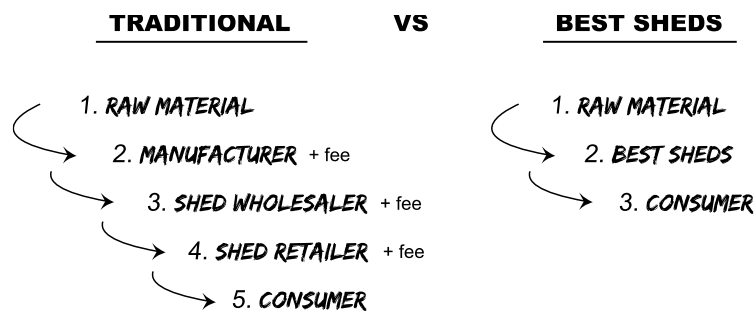 TRADITIONAL VS BEST SHEDS
1. RAW MATERIAL
2. MANUFACTURER + fee
3. SHED WHOLESALER + fee
4. SHED RETAILER + fee
5. CONSUMER
1. RAW MATERIAL
2. BEST SHEDS
3. CONSUMER